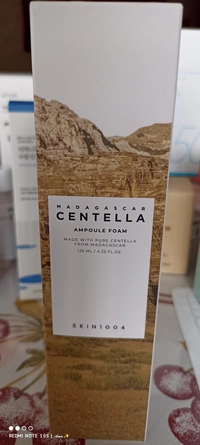 MADAGASCAR
CENTELLA
AMPOULE FOAM
MADE WITH PURE CENTELLA
FROM MADAGASCAR
125 ML / 4.22 FL.OZ.
SKIN1004
REDMI NOTE 10S |